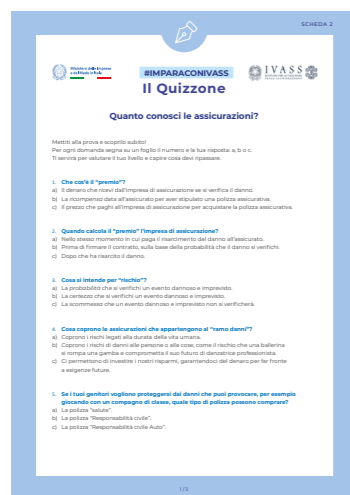 SCHEDA 2
Ministero delle Imprese
e del Made in Italy
#IMPARACONIVASS
IVASS
Il Quizzone
Quanto conosci le assicurazioni?
Mettiti alla prova e scoprilo subito!
Per ogni domanda segna su un foglio il numero e la tua risposta: a, b o c.
Ti servirà per valutare il tuo livello e capire cosa devi ripassare.
1. Che cos'è il "premio"?
a) Il denaro che ricevi dall'impresa di assicurazione se si verifica il danno.
b) La ricompensa data all'assicurato per aver stipulato una polizza assicurativa.
c) Il prezzo che paghi all'impresa di assicurazione per acquistare la polizza assicurativa.
2. Quando calcola il "premio" l'impresa di assicurazione?
a) Nello stesso momento in cui paga il risarcimento del danno all'assicurato.
b) Prima di firmare il contratto, sulla base della probabilità che il danno si verifichi.
c) Dopo che ha risarcito il danno.
3. Cosa si intende per "rischio"?
a) La probabilità che si verifichi un evento dannoso e imprevisto.
b) La certezza che si verifichi un evento dannoso e imprevisto.
c) La scommessa che un evento dannoso e imprevisto non si verificherà.
4. Cosa coprono le assicurazioni che appartengono al "ramo danni"?
a) Coprono i rischi legati alla durata della vita umana.
b) Coprono i rischi di danni alle persone o alle cose, come il rischio che una ballerina
si rompa una gamba e comprometta il suo futuro di danzatrice professionista.
c) Ci permettono di investire i nostri risparmi, garantendoci del denaro per far fronte
a esigenze future.
5. Se i tuoi genitori vogliono proteggersi dai danni che puoi provocare, per esempio
giocando con un compagno di classe, quale tipo di polizza possono comprare?
a) La polizza "salute".
b) La polizza "Responsabilità civile".
c) La polizza "Responsabilità civile Auto".